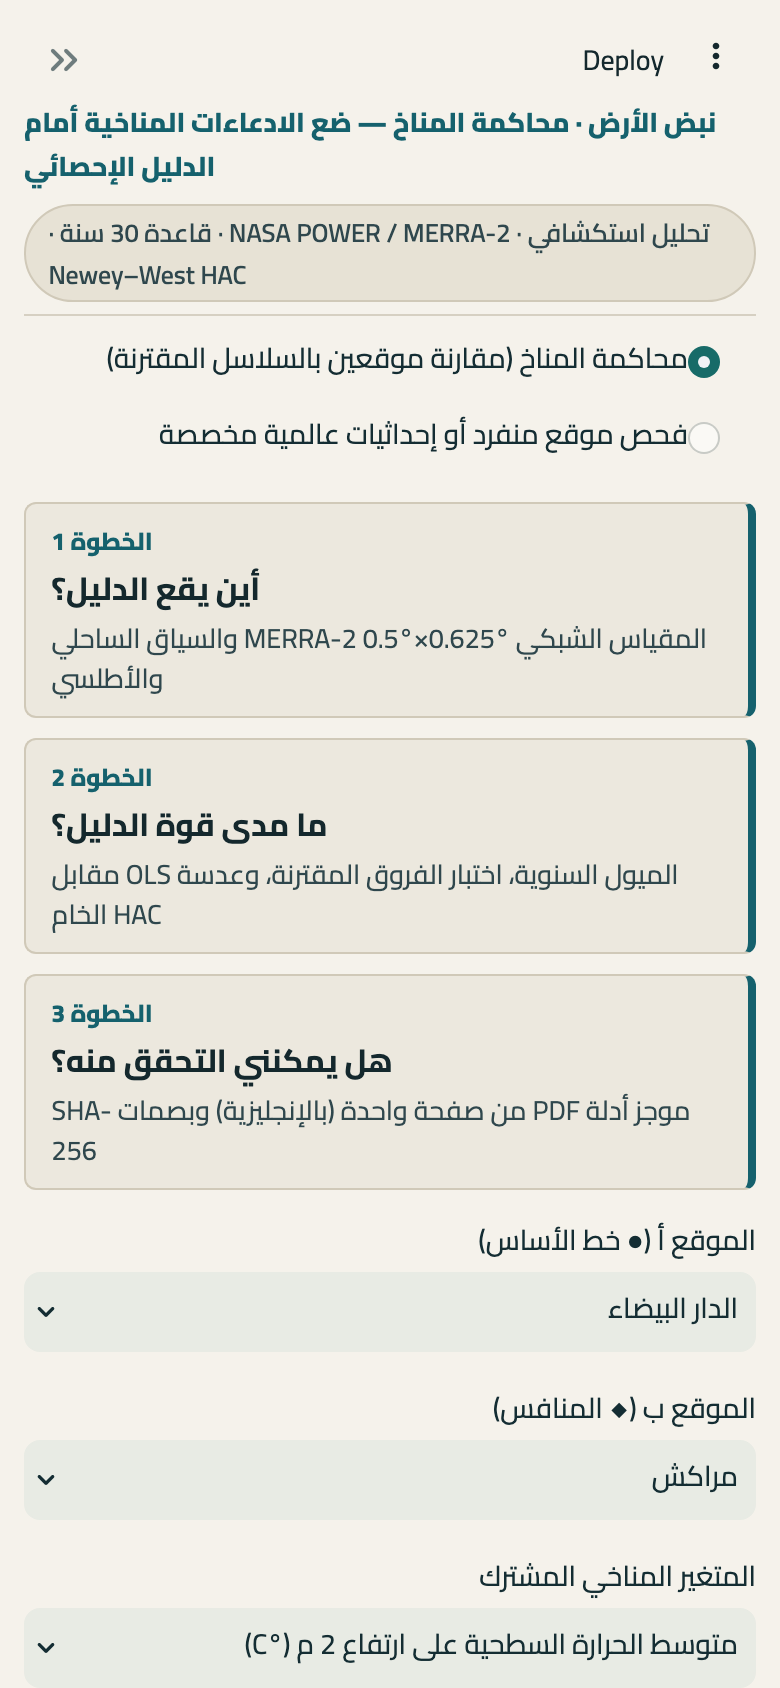 Deploy
نبض الأرض · محاكمة المناخ — ضع الادعاءات المناخية أمام
الدليل الإحصائي
تحليل استكشافي · NASA POWER / MERRA-2 · قاعدة 30 سنة ·
Newey–West HAC
محاكمة المناخ (مقارنة موقعين بالسلاسل المقترنة)
فحص موقع منفرد أو إحداثيات عالمية مخصصة
الخطوة 1
أين يقع الدليل؟
المقياس الشبكي MERRA-2 0.5°×0.625° والسياق الساحلي
والأطلسي
الخطوة 2
ما مدى قوة الدليل؟
الميول السنوية، اختبار الفروق المقترنة، وعدسة OLS مقابل
HAC الخام
الخطوة 3
هل يمكنني التحقق منه؟
موجز أدلة PDF من صفحة واحدة (بالإنجليزية) وبصمات SHA-
256
الموقع أ (● خط الأساس)
الدار البيضاء
الموقع ب (◆ المنافس)
مراكش
المتغير المناخي المشترك
متوسط الحرارة السطحية على ارتفاع 2 م (°C)